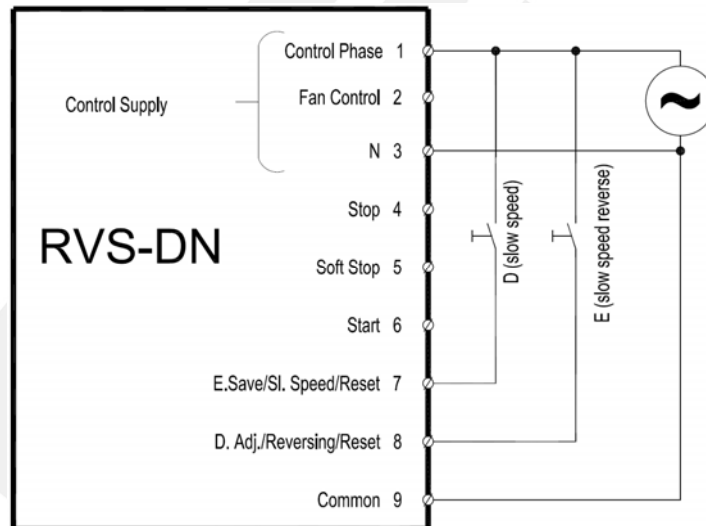 Control Phase 1
Control Supply
Fan Control 2
N 3
Stop 4
RVS-DN
Soft Stop 5
Start 6
E.Save/Sl. Speed/Reset 7
D. Adj./Reversing/Reset 8
Common 9
D (slow speed)
E (slow speed reverse)
~